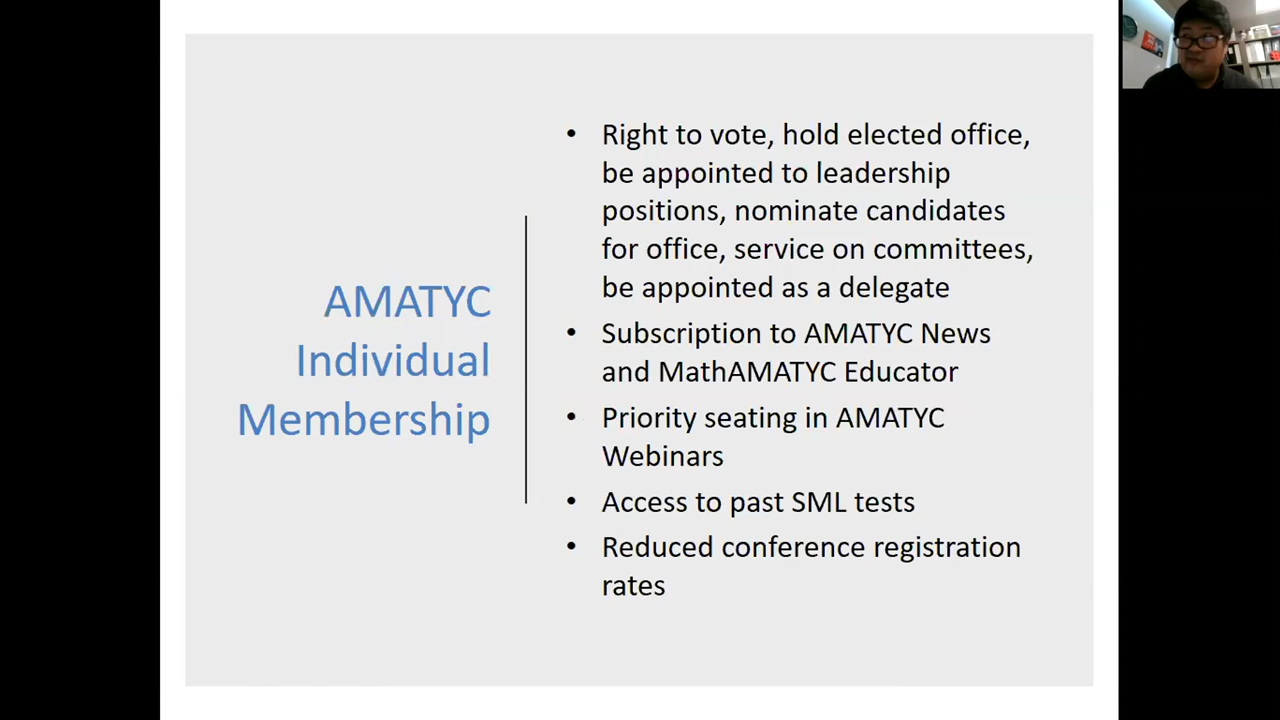 AMATYC
Individual
Membership
• Right to vote, hold elected office,
be appointed to leadership
positions, nominate candidates
for office, service on committees,
be appointed as a delegate
• Subscription to AMATYC News
and MathAMATYC Educator
• Priority seating in AMATYC
Webinars
• Access to past SML tests
• Reduced conference registration
rates